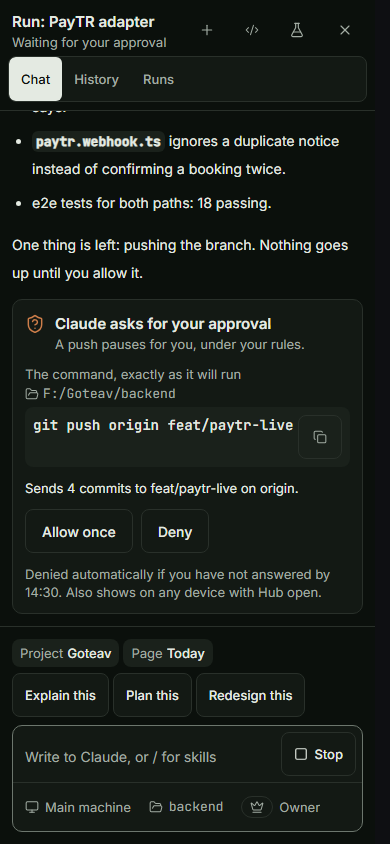 Run: PayTR adapter
Waiting for your approval
Chat
History
Runs
paytr.webhook.ts ignores a duplicate notice
instead of confirming a booking twice.
e2e tests for both paths: 18 passing.
One thing is left: pushing the branch. Nothing goes
up until you allow it.
Claude asks for your approval
A push pauses for you, under your rules.
The command, exactly as it will run
F:/Goteav/backend
git push origin feat/paytr-live
Sends 4 commits to feat/paytr-live on origin.
Allow once
Deny
Denied automatically if you have not answered by
14:30. Also shows on any device with Hub open.
Project Goteav
Page Today
Explain this
Plan this
Redesign this
Write to Claude, or / for skills
Stop
Main machine
backend
Owner